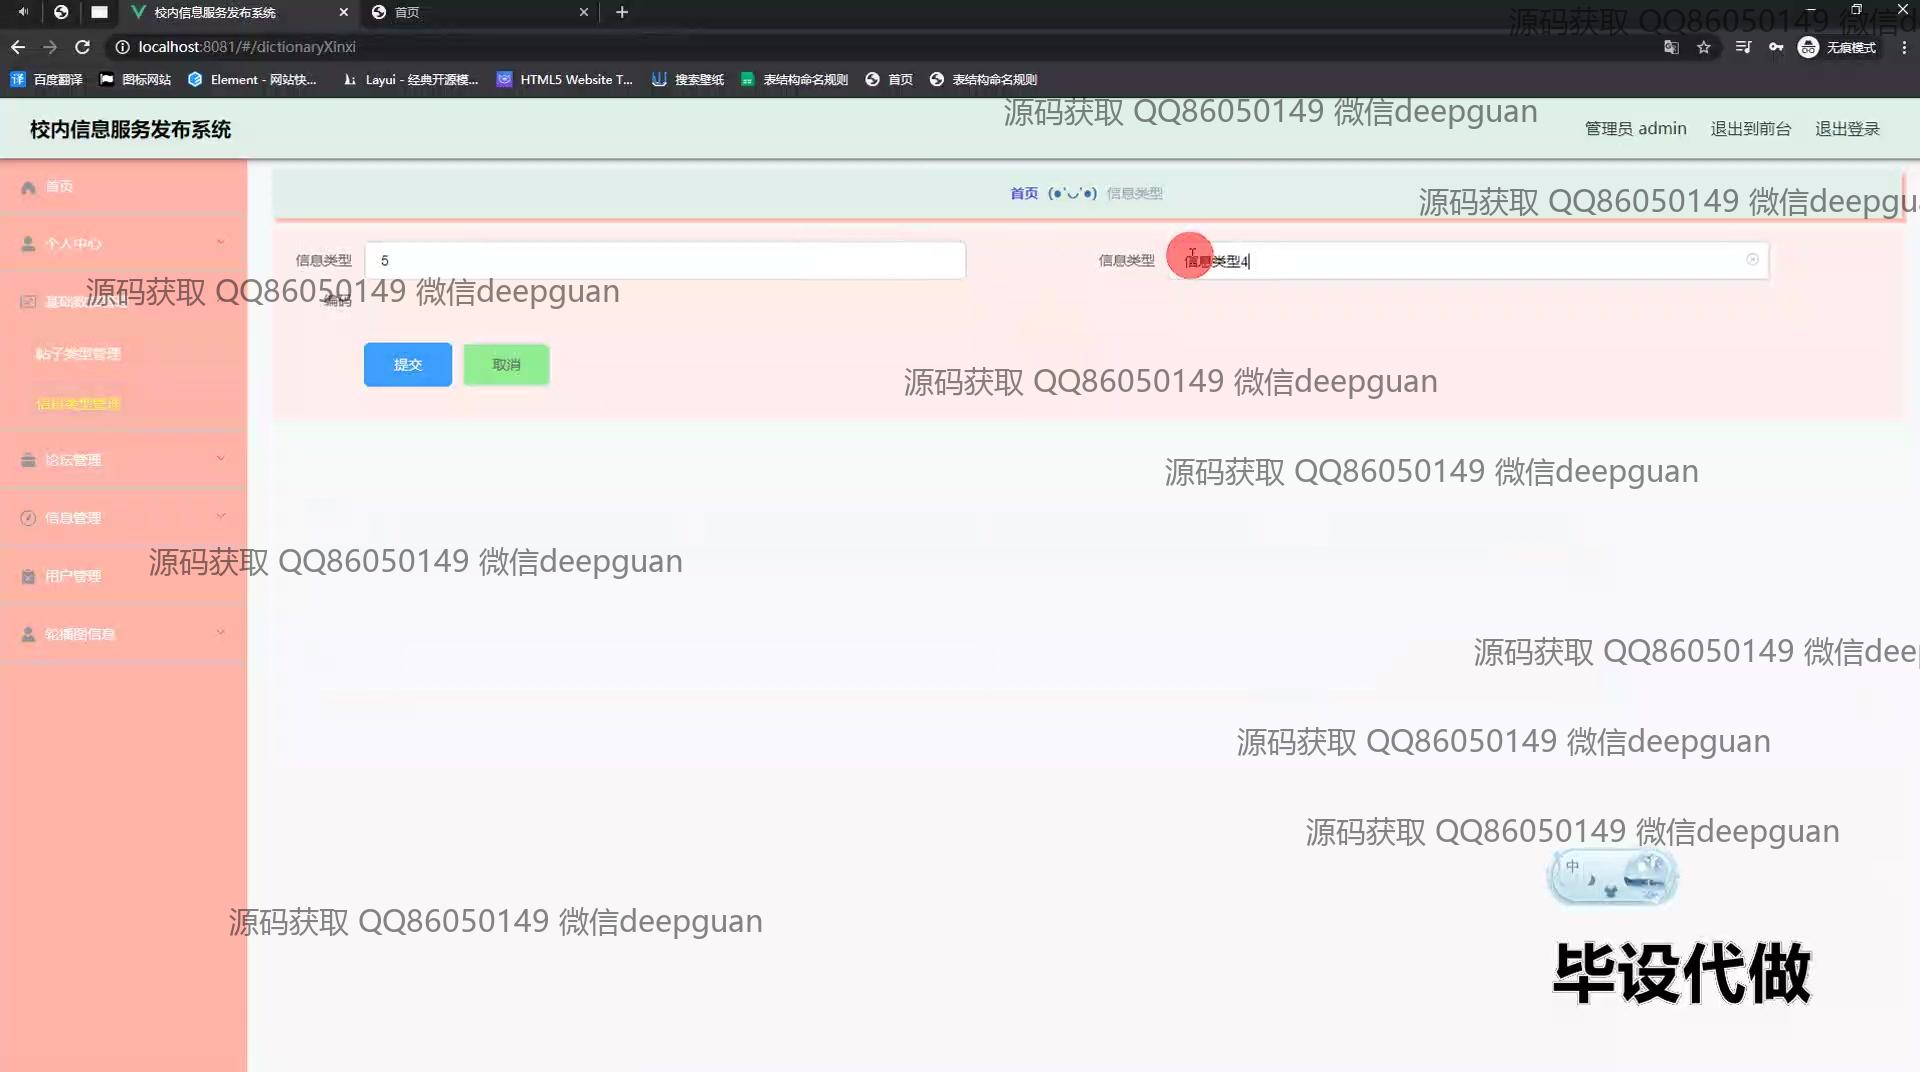 校内信息服务发布系统
首页
localhost:8081/#/dictionaryXinxi
无痕模式
百度翻译
图标网站
Element - 网站快...
Layui - 经典开源模...
HTML5 Website T...
搜索壁纸
表结构命名规则
首页
表结构命名规则
源码获取 QQ86050149 微信d
校内信息服务发布系统
源码获取 QQ86050149 微信deepguan
管理员 admin
退出到前台
退出登录
首页
首页 (●'◡'●) 信息类型
源码获取 QQ86050149 微信deepgu
个人中心
信息类型
5
信息类型
信息类型4
源码获取 QQ86050149 微信deepguan
编码
帖子类型管理
提交
取消
源码获取 QQ86050149 微信deepguan
信息类型管理
论坛管理
源码获取 QQ86050149 微信deepguan
信息管理
源码获取 QQ86050149 微信deepguan
用户管理
轮播图信息
源码获取 QQ86050149 微信dee
源码获取 QQ86050149 微信deepguan
源码获取 QQ86050149 微信deepguan
中
源码获取 QQ86050149 微信deepguan
毕设代做